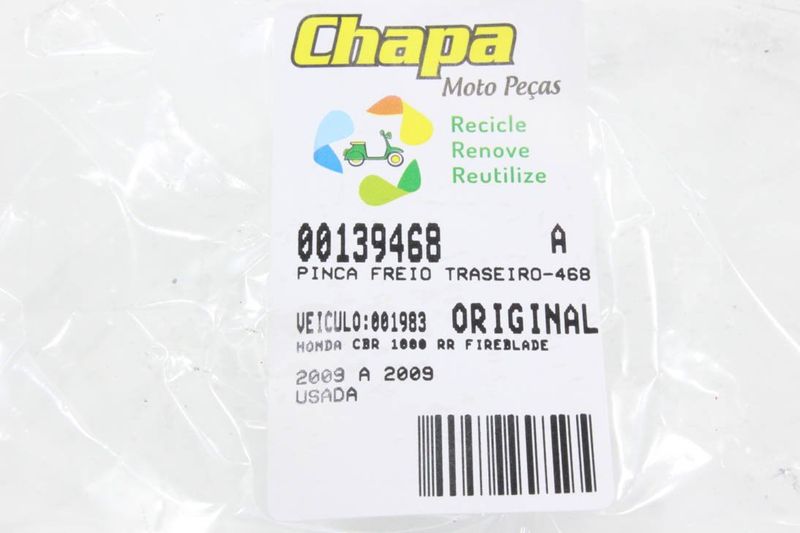 Chapa
Moto Peças
Recicle
Renove
Reutilize
00139468 A
PINCA FREIO TRASEIRO-468
VEICULO:001983 ORIGINAL
HONDA CBR 1000 RR FIREBLADE
2009 A 2009
USADA